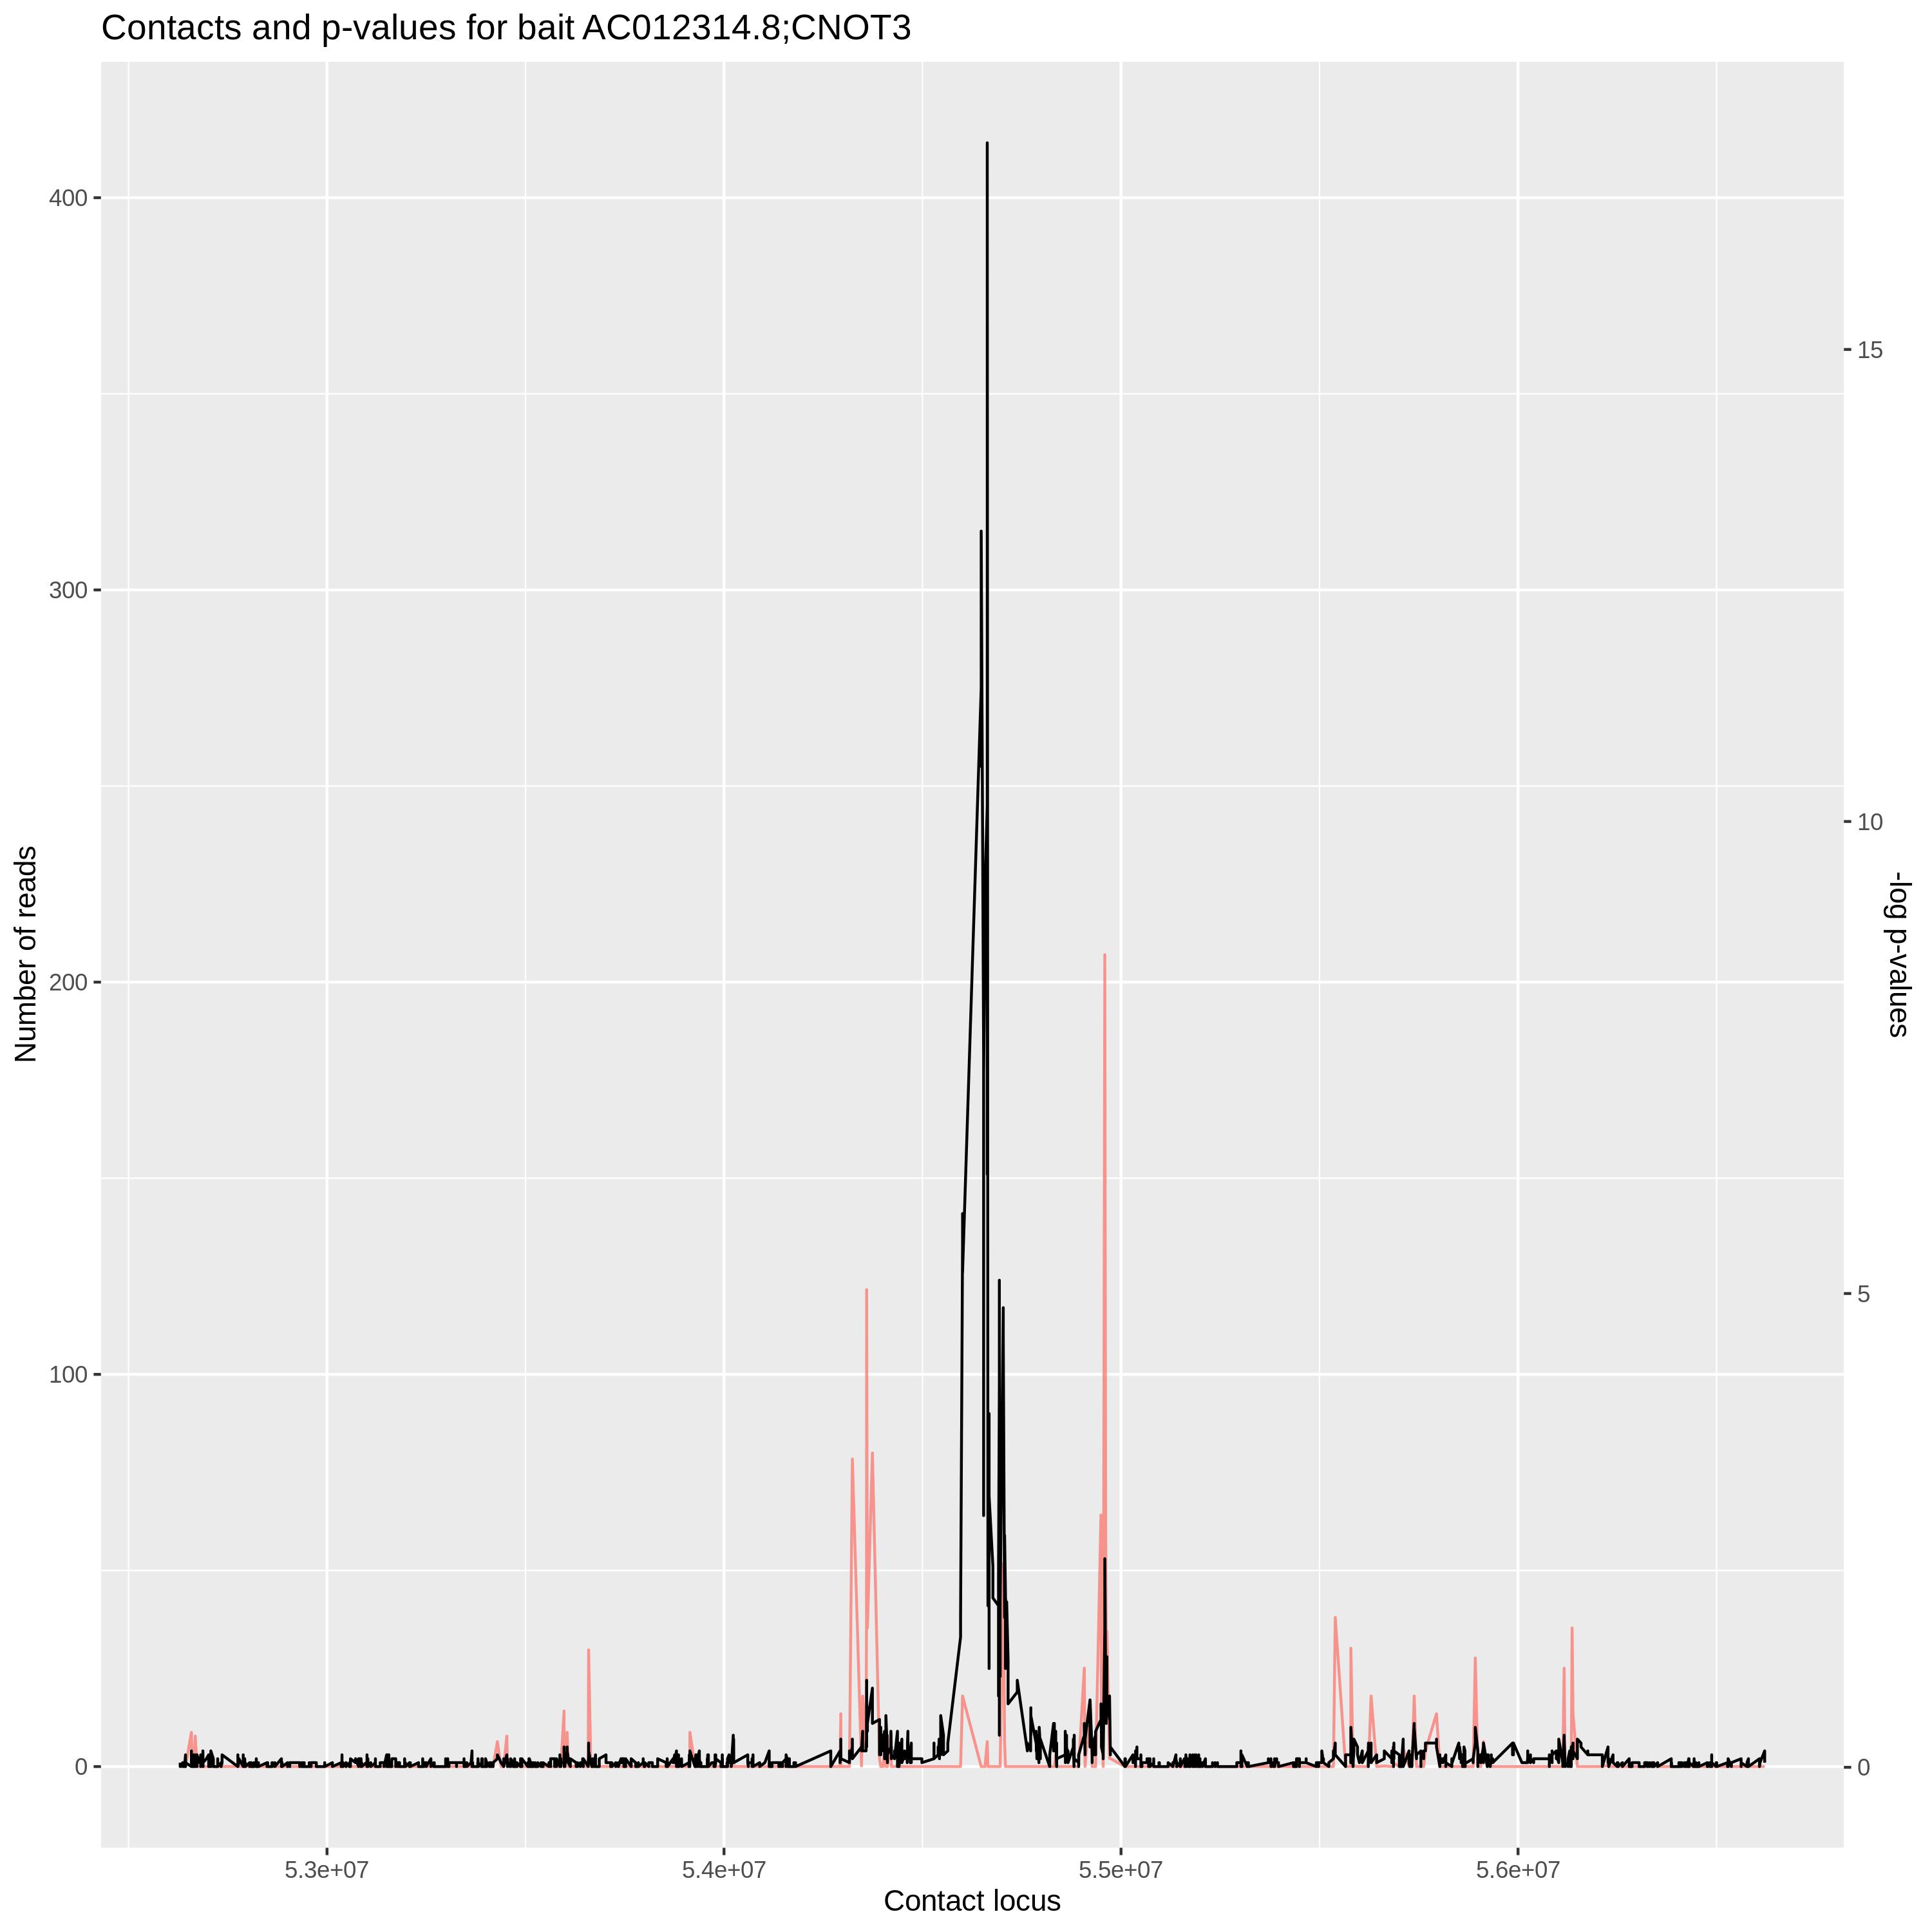 Contacts and p-values for bait AC012314.8;CNOT3
400
300
200
100
0
Number of reads
15
10
5
0
-log p-values
5.3e+07
5.4e+07
5.5e+07
5.6e+07
Contact locus